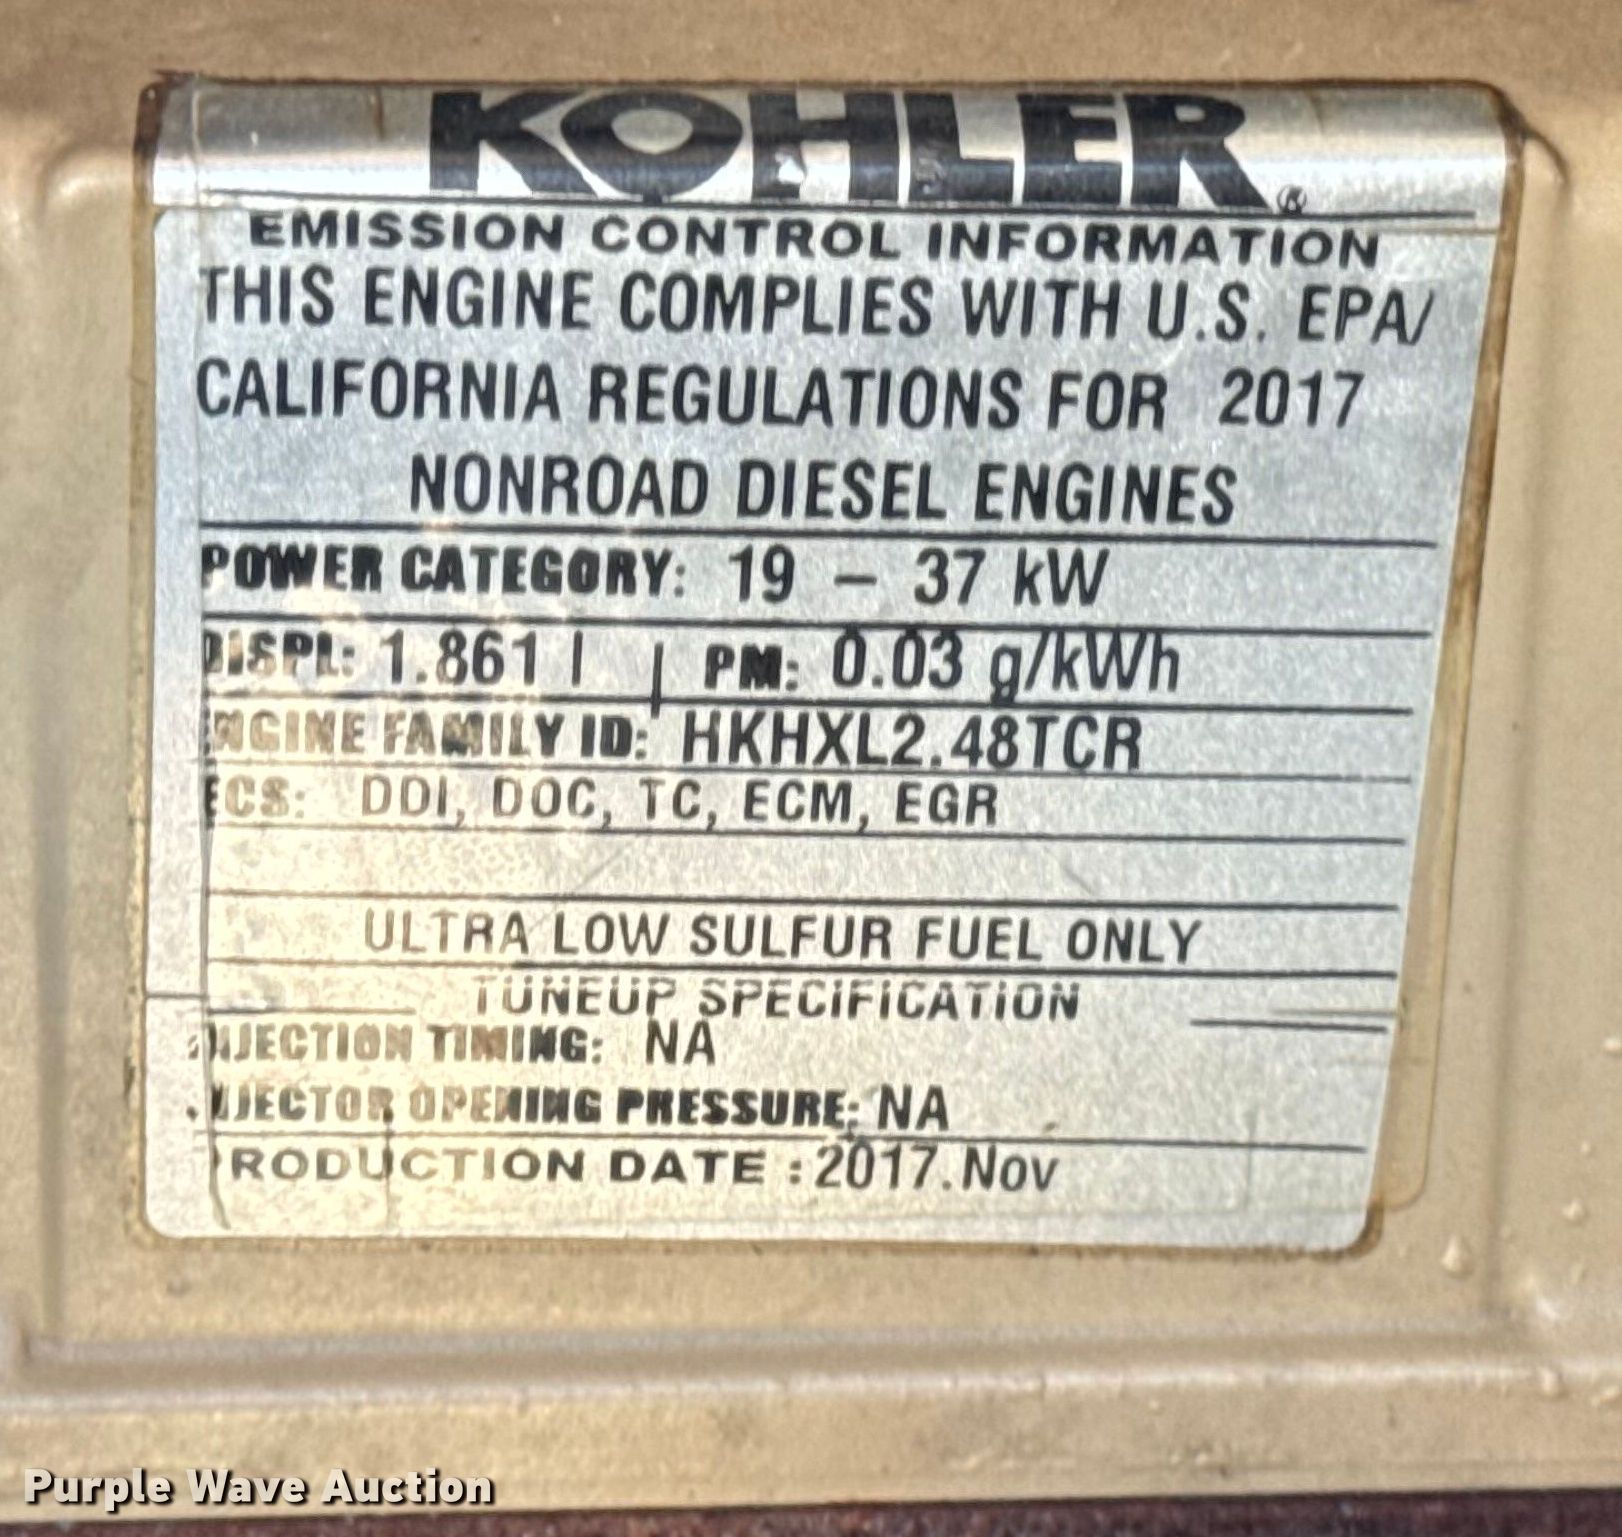 KOHLER®
EMISSION CONTROL INFORMATION
THIS ENGINE COMPLIES WITH U.S. EPA/
CALIFORNIA REGULATIONS FOR 2017
NONROAD DIESEL ENGINES
POWER CATEGORY: 19 – 37 kW
DISPL: 1.861 l | PM: 0.03 g/kWh
ENGINE FAMILY ID: HKHXL2.48TCR
ECS: DDI, DOC, TC, ECM, EGR
ULTRA LOW SULFUR FUEL ONLY
TUNEUP SPECIFICATION
INJECTION TIMING: NA
INJECTOR OPENING PRESSURE: NA
PRODUCTION DATE : 2017.Nov
Purple Wave Auction